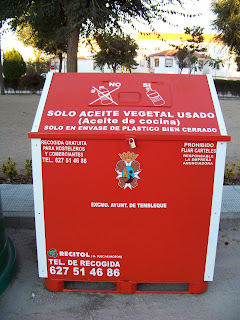 SOLO ACEITE VEGETAL USADO
(Aceite de cocina)
SOLO EN ENVASE DE PLASTICO BIEN CERRADO
RECOGIDA GRATUITA
PARA HOSTELEROS
Y COMERCIANTES
TEL. 627 51 46 88
PROHIBIDO
FIJAR CARTELES
RESPONSABLE
LA EMPRESA
ANUNCIADORA
EXCMO. AYUNT. DE TEMBLEQUE
RECITOL
TEL. DE RECOGIDA
627 51 46 86